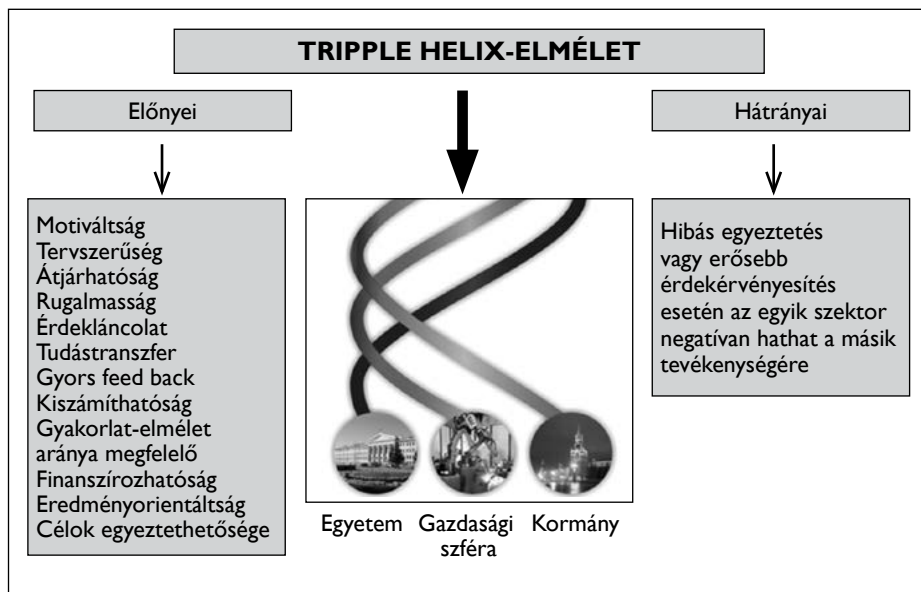 TRIPPLE HELIX-ELMÉLET
Előnyei
Motiváltság
Tervszerűség
Átjárhatóság
Rugalmasság
Érdekláncolat
Tudástranszfer
Gyors feed back
Kiszámíthatóság
Gyakorlat-elmélet
aránya megfelelő
Finanszírozhatóság
Eredményorientáltság
Célok egyeztethetősége
Egyetem
Gazdasági
szféra
Kormány
Hátrányai
Hibás egyeztetés
vagy erősebb
érdekérvényesítés
esetén az egyik szektor
negatívan hathat a másik
tevékenységére